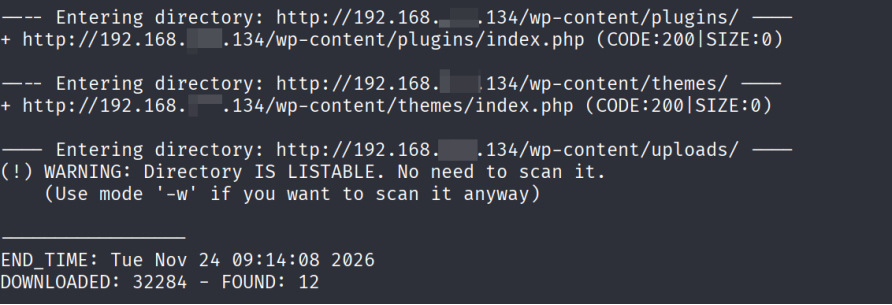 ---- Entering directory: http://192.168. .134/wp-content/plugins/ ----
+ http://192.168. .134/wp-content/plugins/index.php (CODE:200|SIZE:0)
---- Entering directory: http://192.168. .134/wp-content/themes/ ----
+ http://192.168. .134/wp-content/themes/index.php (CODE:200|SIZE:0)
---- Entering directory: http://192.168. .134/wp-content/uploads/ ----
(!) WARNING: Directory IS LISTABLE. No need to scan it.
(Use mode '-w' if you want to scan it anyway)
-----------------
END_TIME: Tue Nov 24 09:14:08 2026
DOWNLOADED: 32284 - FOUND: 12